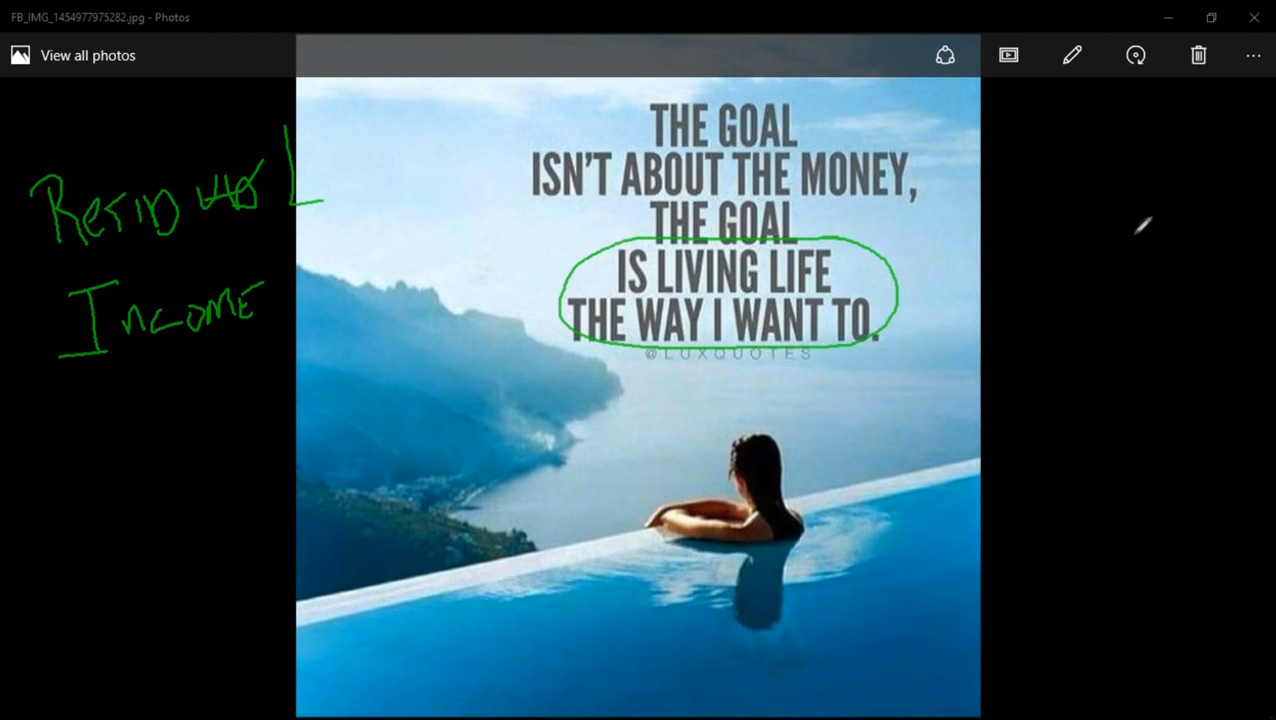 FB_IMG_1454977975282.jpg - Photos
View all photos
THE GOAL
ISN'T ABOUT THE MONEY,
THE GOAL
IS LIVING LIFE
THE WAY I WANT TO.
@LUXQUOTES
Residual
Income